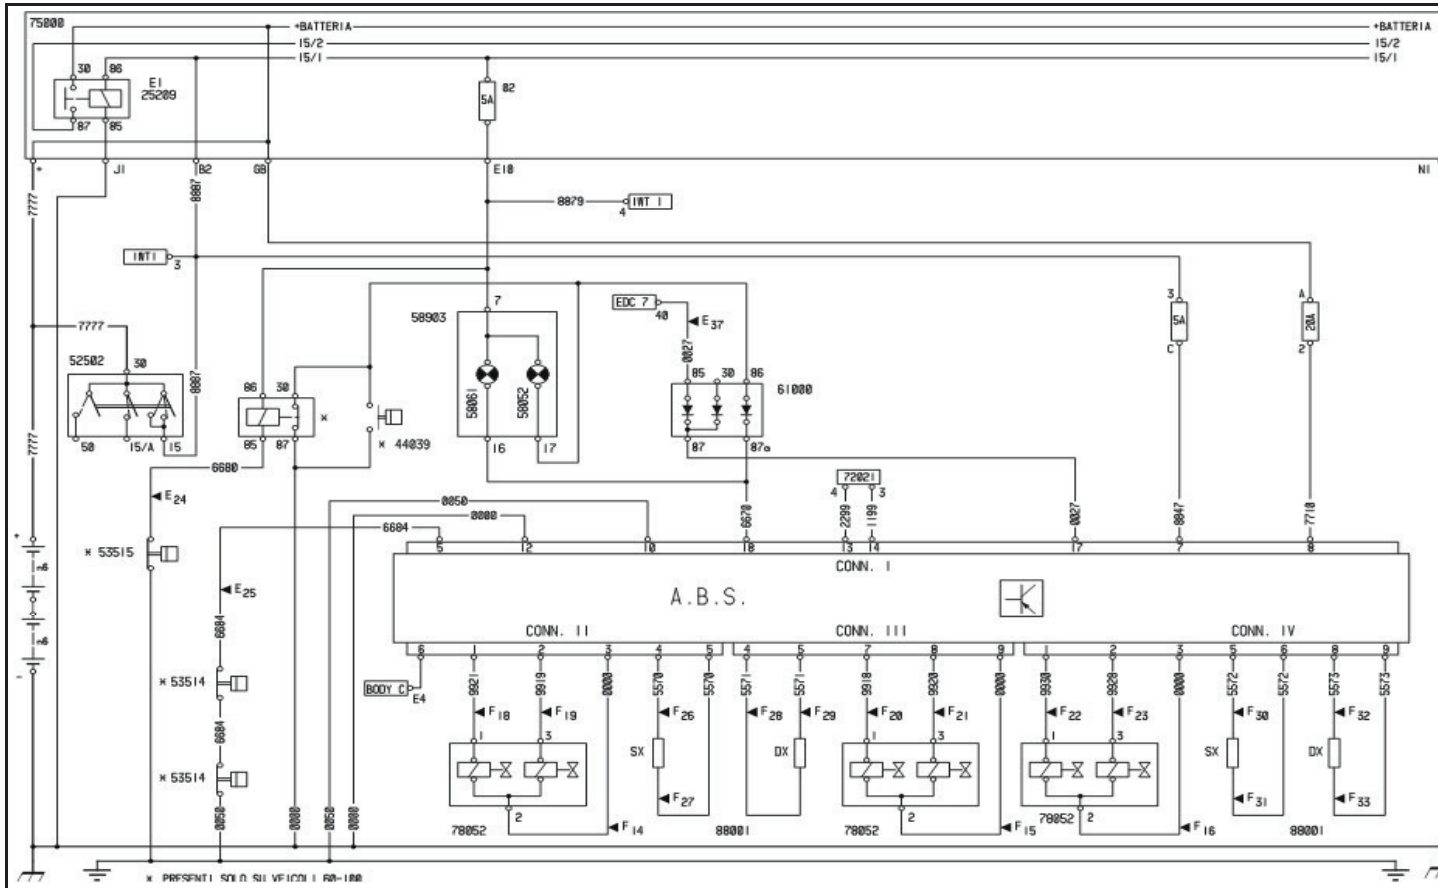 75000
+BATTERIA
+BATTERIA
15/2
15/2
15/1
15/1
30
86
E1
25209
87
85
02
5A
+
J1
B2
GB
E10
N1
7777
8887
8879
4
INT 1
INT1
3
7
58903
EDC 7
40
E37
0027
3
5A
C
A
20A
2
7777
52502
30
8887
86
30
*
85
87
* 44039
58061
58052
16
17
85
30
86
61000
87
87a
50
15/A
15
7777
6680
E24
* 53515
0050
0000
6684
72021
4
3
2299
1199
6670
0027
8847
7710
5
12
10
18
13
14
17
7
8
CONN. I
A.B.S.
CONN. II
CONN. III
CONN. IV
+
n6
n6
-
E25
6684
* 53514
6684
* 53514
0050
0000
0050
0000
6
1
2
3
4
5
4
5
7
8
9
1
2
3
5
6
8
9
BODY C
E4
9921
9919
0000
5570
5570
5571
5571
9918
9920
0000
9930
9928
0000
5572
5572
5573
5573
F18
F19
F26
F28
F29
F20
F21
F22
F23
F30
F32
1
3
SX
DX
1
3
1
3
SX
DX
F27
F31
F33
2
2
2
78052
F14
88001
78052
F15
78052
F16
88001
* PRESENTI SOLO SU VEICOLI 60-100